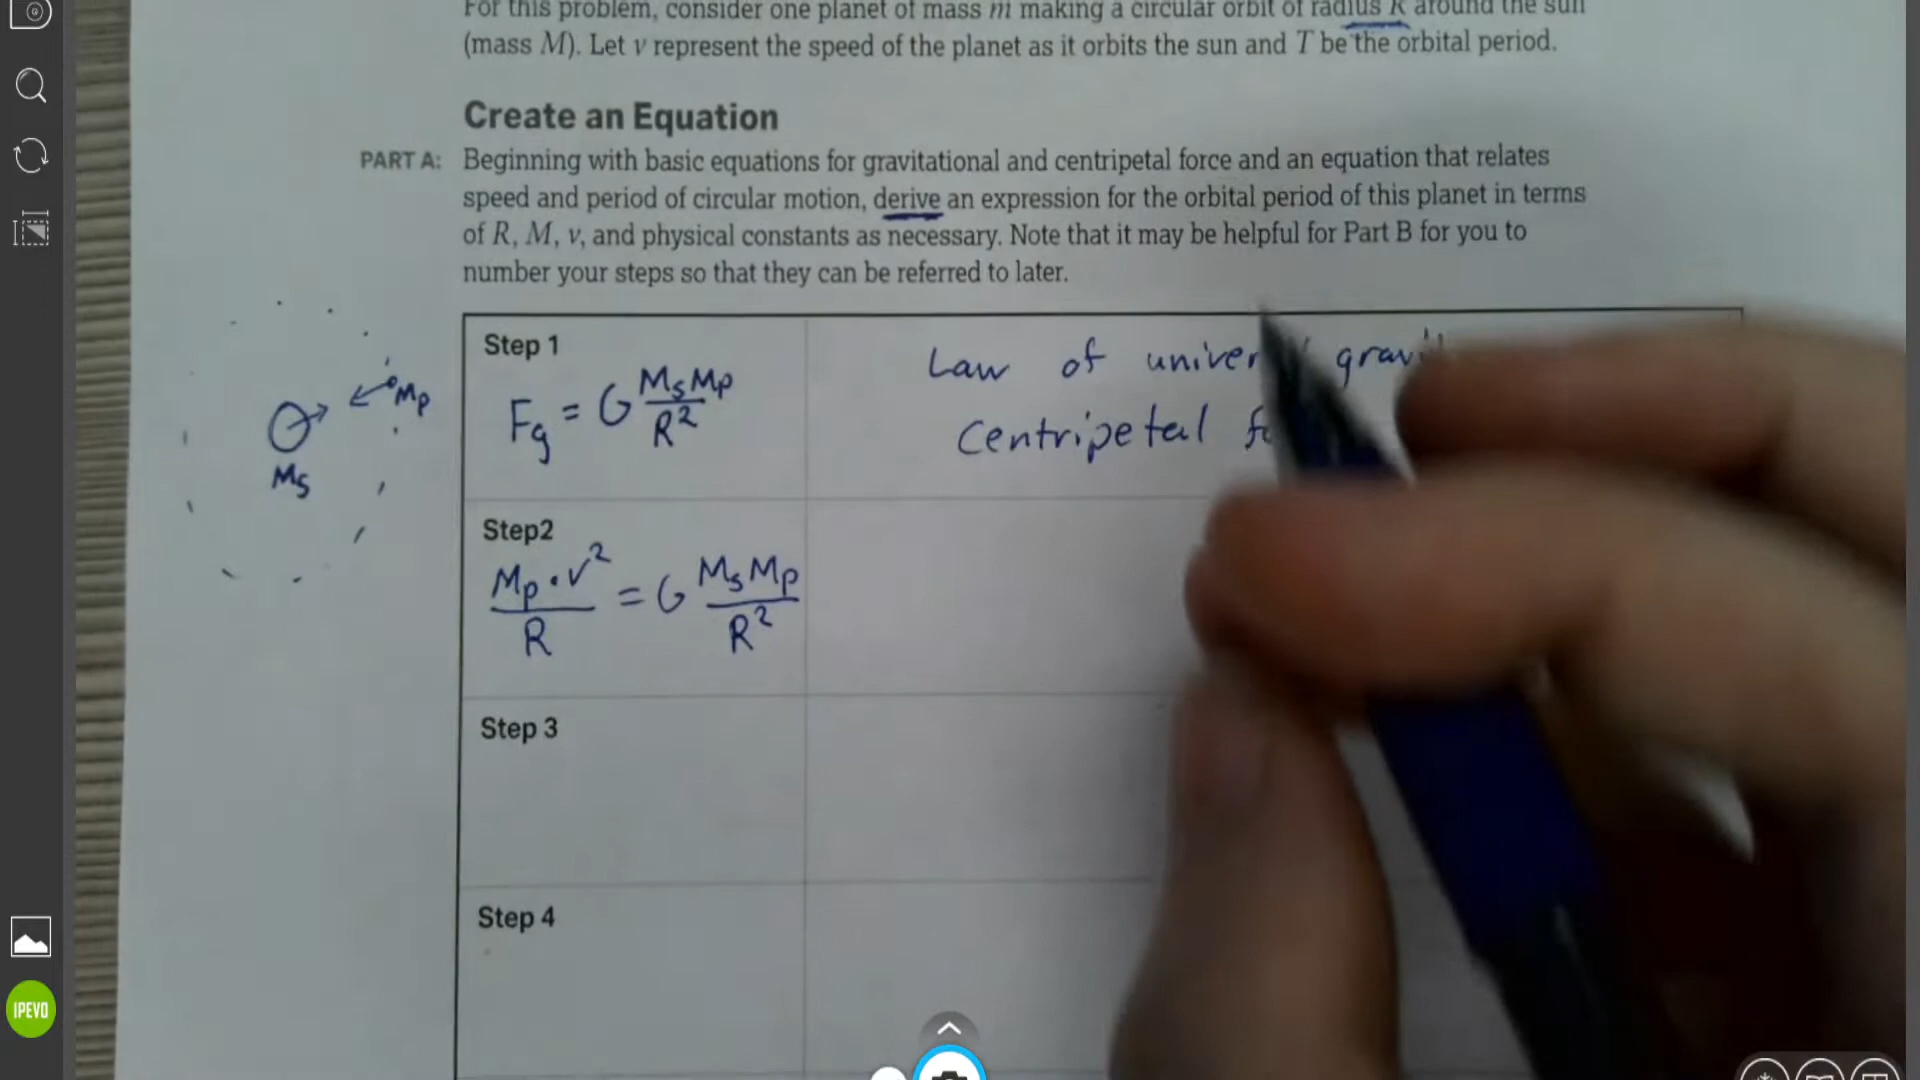 For this problem, consider one planet of mass m making a circular orbit of radius R around the sun
(mass M). Let v represent the speed of the planet as it orbits the sun and T be the orbital period.
Create an Equation
PART A: Beginning with basic equations for gravitational and centripetal force and an equation that relates
speed and period of circular motion, derive an expression for the orbital period of this planet in terms
of R, M, v, and physical constants as necessary. Note that it may be helpful for Part B for you to
number your steps so that they can be referred to later.
Mp
Ms
Step 1
Fg = G MsMp / R²
Law of
Centripetal
Step2
Mp · v² / R = G MsMp / R²
Step 3
Step 4
IPEVO